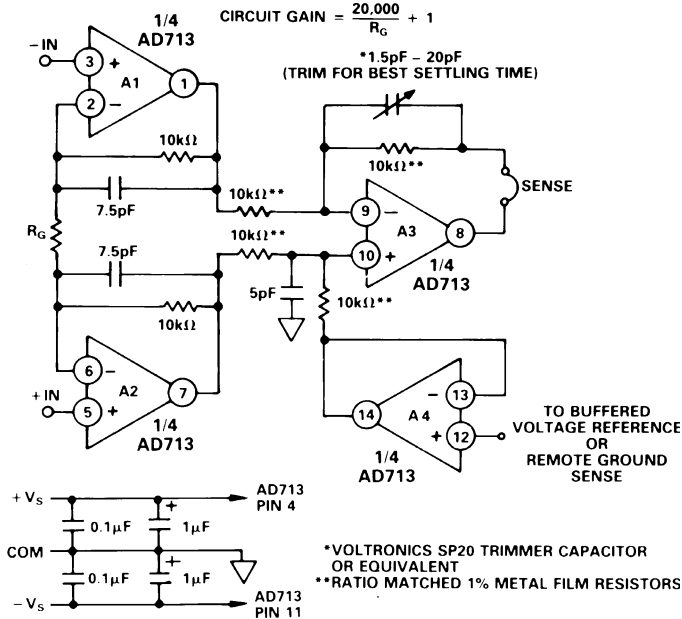 CIRCUIT GAIN = 20,000 / R_G + 1
1/4
AD713
−IN
3
+
A1
1
2
−
*1.5pF – 20pF
(TRIM FOR BEST SETTLING TIME)
10kΩ
10kΩ**
7.5pF
10kΩ**
SENSE
9
−
A3
8
R_G
10kΩ**
7.5pF
10
+
1/4
AD713
5pF
10kΩ**
10kΩ
6
−
A2
7
+IN
5
+
1/4
AD713
−
13
14
A4
+
12
1/4
AD713
TO BUFFERED
VOLTAGE REFERENCE
OR
REMOTE GROUND
SENSE
+V_S
AD713
PIN 4
0.1μF
+
1μF
COM
0.1μF
+
1μF
−V_S
AD713
PIN 11
*VOLTRONICS SP20 TRIMMER CAPACITOR
OR EQUIVALENT
**RATIO MATCHED 1% METAL FILM RESISTORS